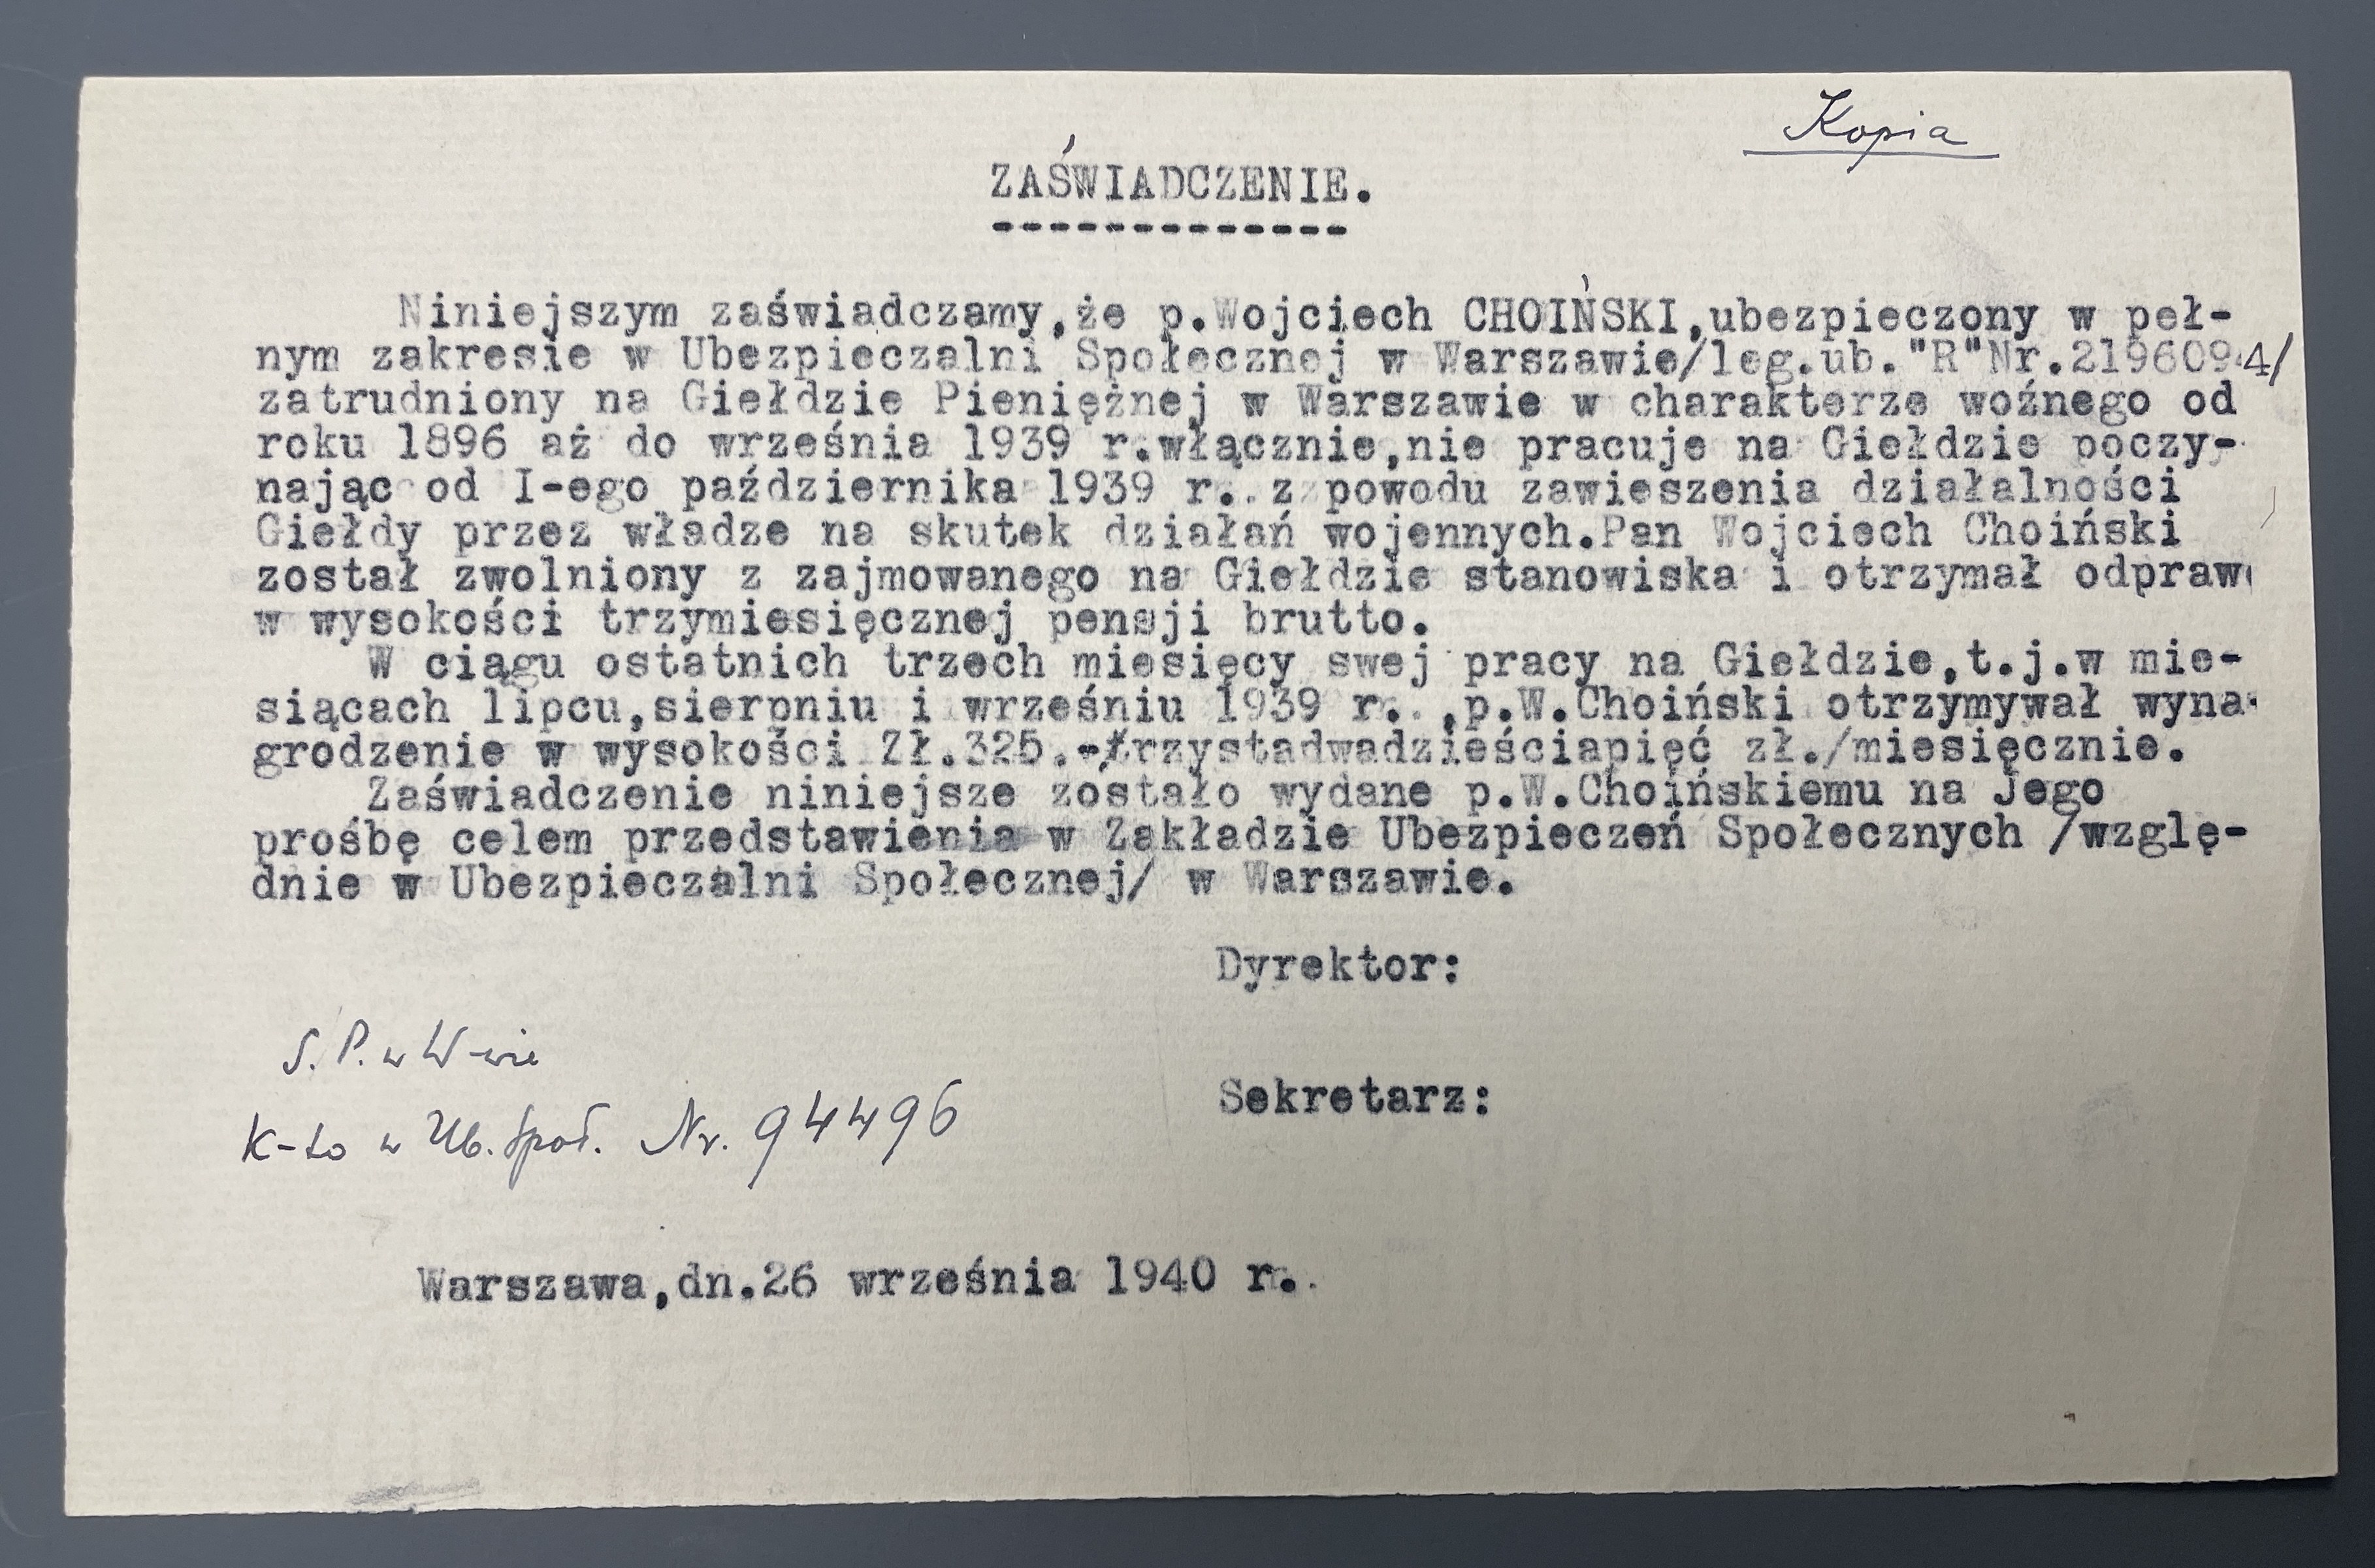 Kopia
ZAŚWIADCZENIE.
-------------
Niniejszym zaświadczamy,że p.Wojciech CHOIŃSKI,ubezpieczony w peł-
nym zakresie w Ubezpieczalni Społecznej w Warszawie/leg.ub."R"Nr.2196094/
zatrudniony na Giełdzie Pieniężnej w Warszawie w charakterze woźnego od
roku 1896 aż do września 1939 r.włącznie,nie pracuje na Giełdzie poczy-
nając od I-ego października 1939 r. z powodu zawieszenia działalności
Giełdy przez władze na skutek działań wojennych.Pan Wojciech Choiński
został zwolniony z zajmowanego na Giełdzie stanowiska i otrzymał odpraw
w wysokości trzymiesięcznej pensji brutto.
W ciągu ostatnich trzech miesięcy swej pracy na Giełdzie,t.j.w mie-
siącach lipcu,sierpniu i wrześniu 1939 r. ,p.W.Choiński otrzymywał wyna-
grodzenie w wysokości Zł.325.-/trzystadwadzieściapięć zł./miesięcznie.
Zaświadczenie niniejsze zostało wydane p.W.Choińskiemu na Jego
prośbę celem przedstawienia w Zakładzie Ubezpieczeń Społecznych /wzglę-
dnie w Ubezpieczalni Społecznej/ w Warszawie.
Dyrektor:
S.P. w W-wie
Sekretarz:
K-to w Ub. Społ. Nr. 94496
Warszawa,dn.26 września 1940 r..